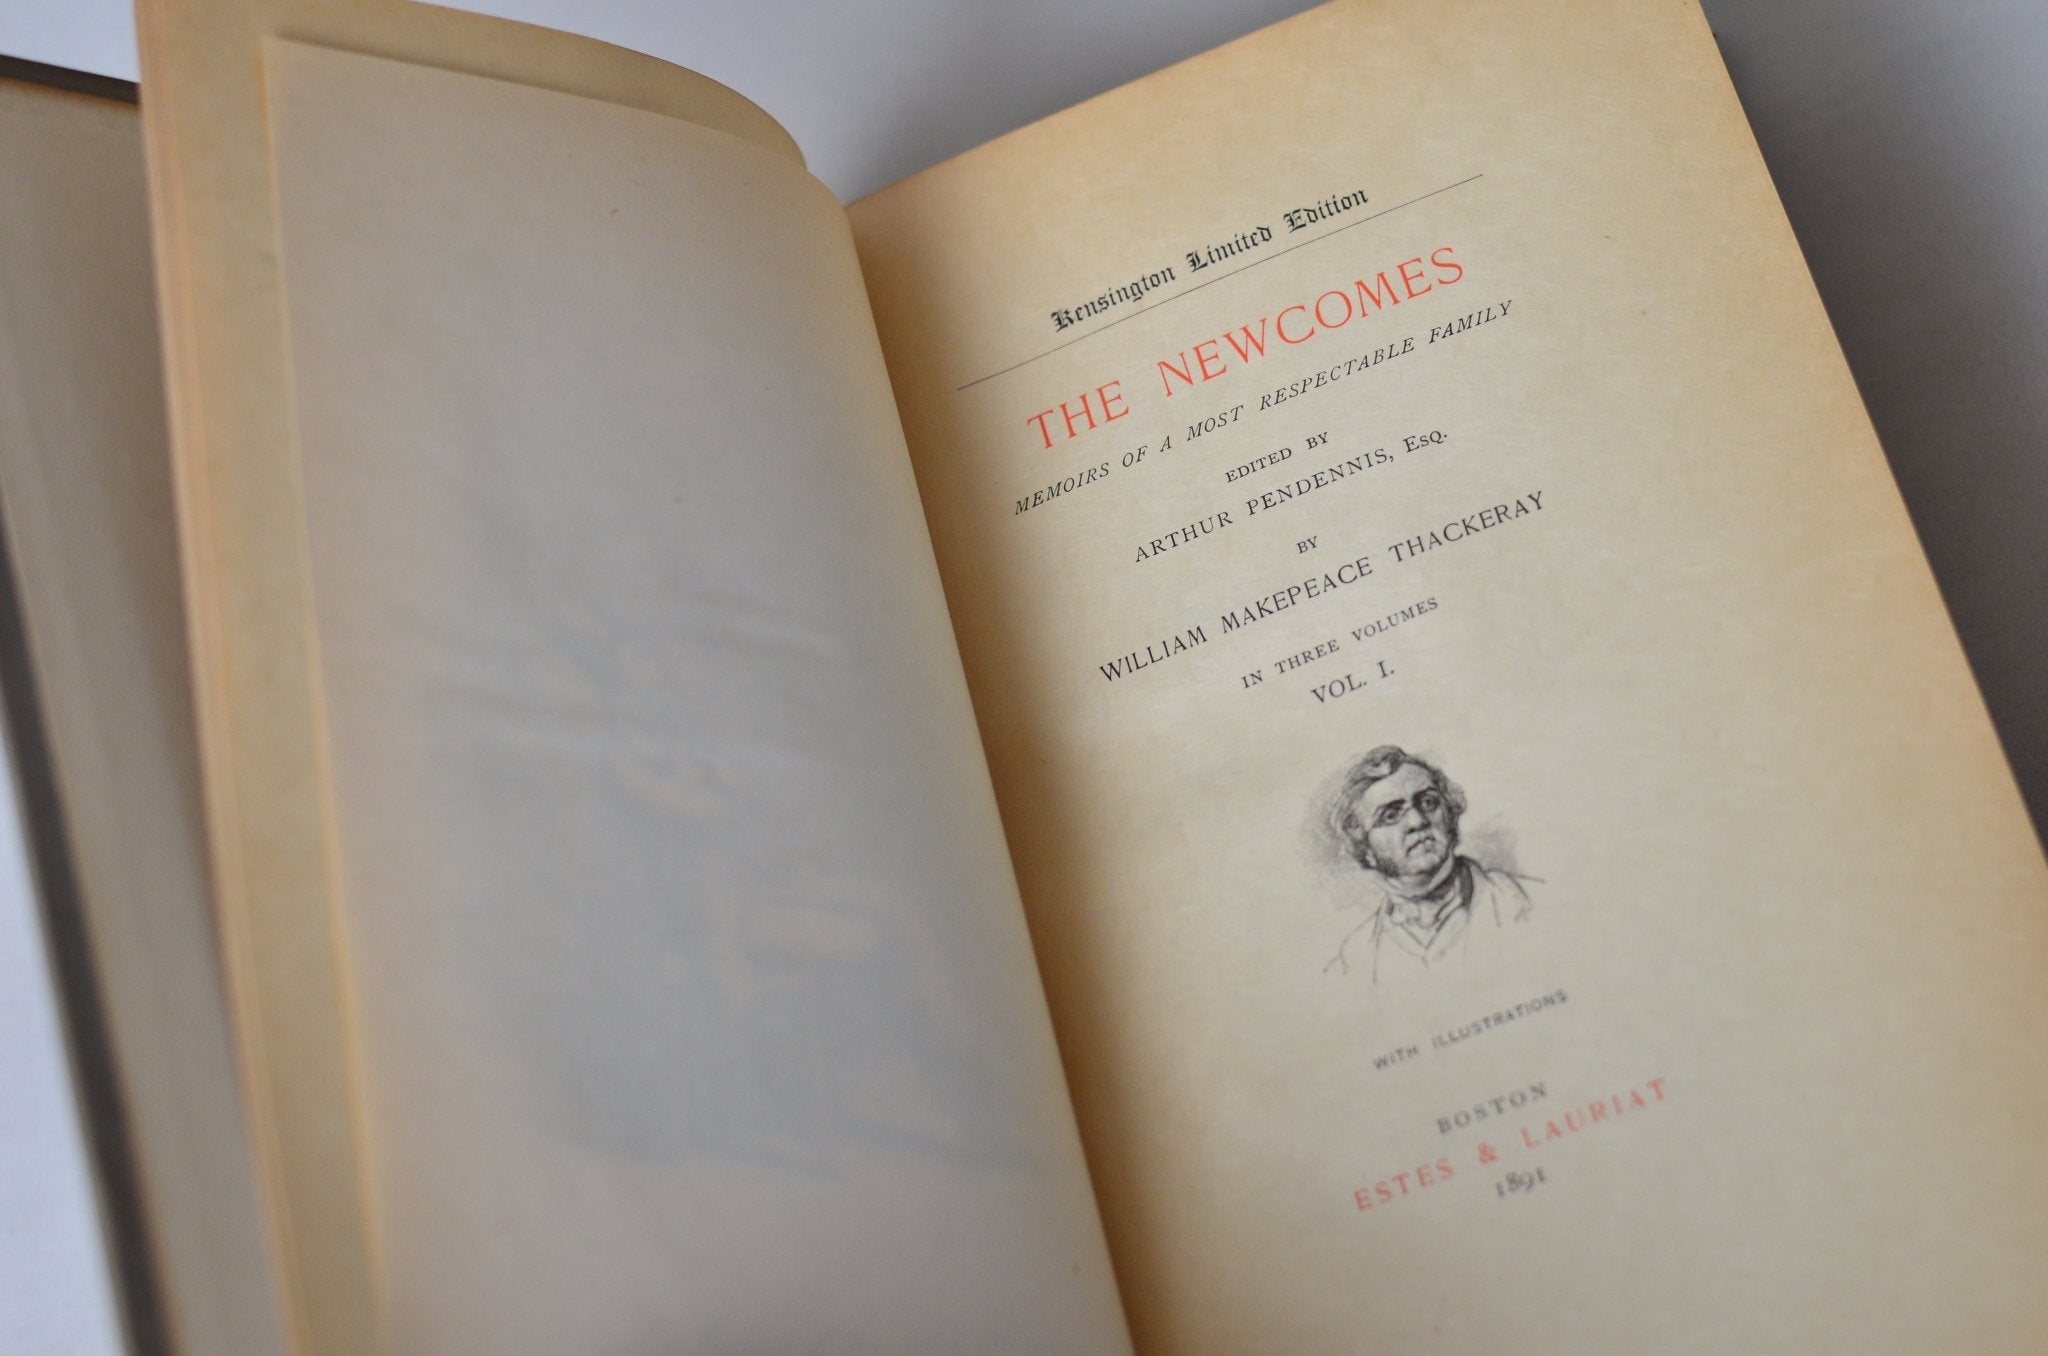 Kensington Limited Edition
THE NEWCOMES
MEMOIRS OF A MOST RESPECTABLE FAMILY
EDITED BY
ARTHUR PENDENNIS, ESQ.
BY
WILLIAM MAKEPEACE THACKERAY
IN THREE VOLUMES
VOL. I.
WITH ILLUSTRATIONS
BOSTON
ESTES & LAURIAT
1891